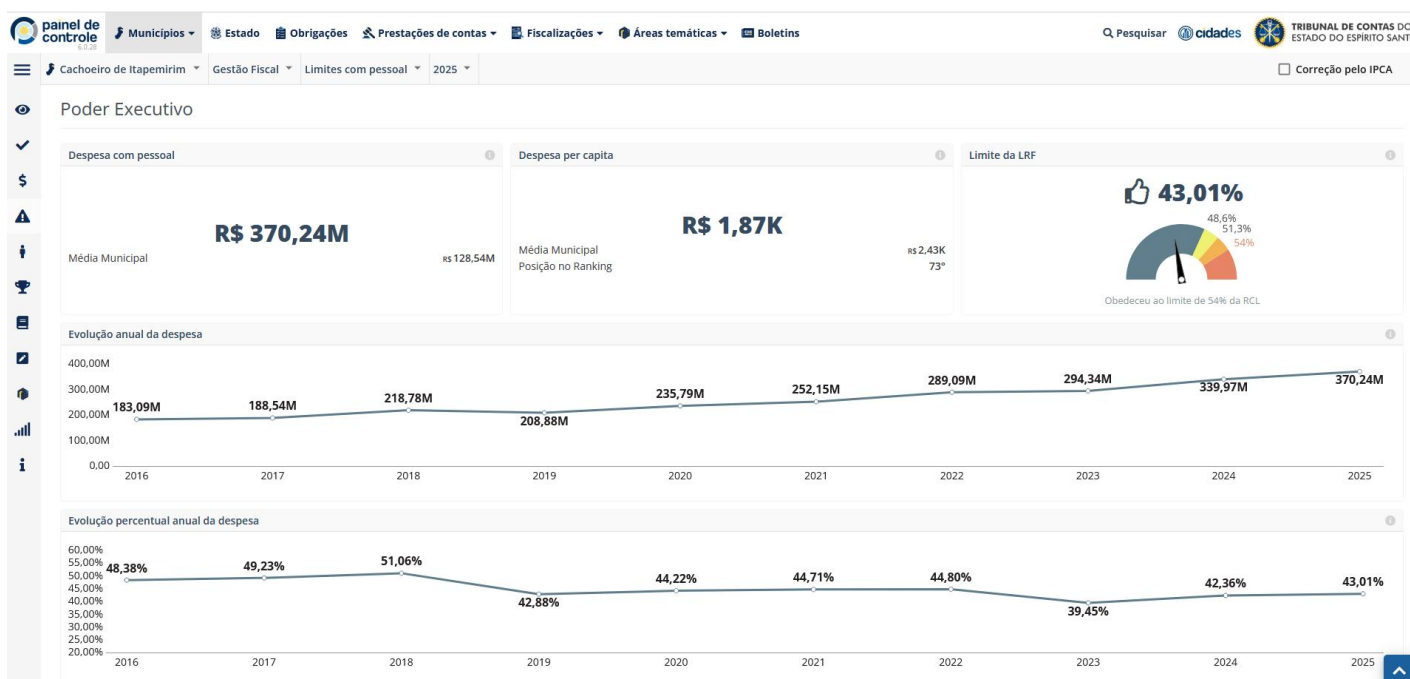 painel de controle
6.0.28
Municípios
Estado
Obrigações
Prestações de contas
Fiscalizações
Áreas temáticas
Boletins
Pesquisar
cidades
TRIBUNAL DE CONTAS DO
ESTADO DO ESPÍRITO SANT
Cachoeiro de Itapemirim
Gestão Fiscal
Limites com pessoal
2025
Correção pelo IPCA
Poder Executivo
Despesa com pessoal
R$ 370,24M
Média Municipal R$ 128,54M
Despesa per capita
R$ 1,87K
Média Municipal R$ 2,43K
Posição no Ranking 73°
Limite da LRF
43,01%
48,6%
51,3%
54%
Obedeceu ao limite de 54% da RCL
Evolução anual da despesa
400,00M
300,00M
200,00M
100,00M
0,00
183,09M 188,54M 218,78M 208,88M 235,79M 252,15M 289,09M 294,34M 339,97M 370,24M
2016 2017 2018 2019 2020 2021 2022 2023 2024 2025
Evolução percentual anual da despesa
60,00%
55,00%
50,00%
45,00%
40,00%
35,00%
30,00%
25,00%
20,00%
48,38% 49,23% 51,06% 42,88% 44,22% 44,71% 44,80% 39,45% 42,36% 43,01%
2016 2017 2018 2019 2020 2021 2022 2023 2024 2025